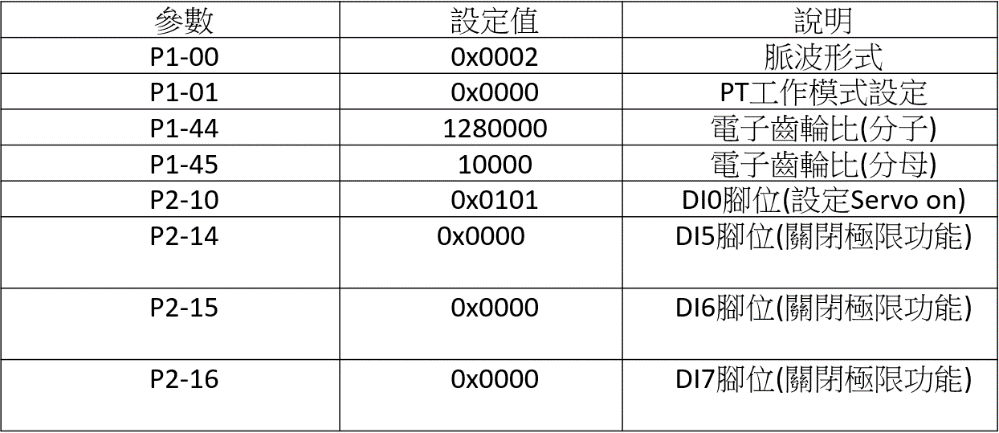 參數 設定值 說明
P1-00 0x0002 脈波形式
P1-01 0x0000 PT工作模式設定
P1-44 1280000 電子齒輪比(分子)
P1-45 10000 電子齒輪比(分母)
P2-10 0x0101 DI0腳位(設定Servo on)
P2-14 0x0000 DI5腳位(關閉極限功能)
P2-15 0x0000 DI6腳位(關閉極限功能)
P2-16 0x0000 DI7腳位(關閉極限功能)